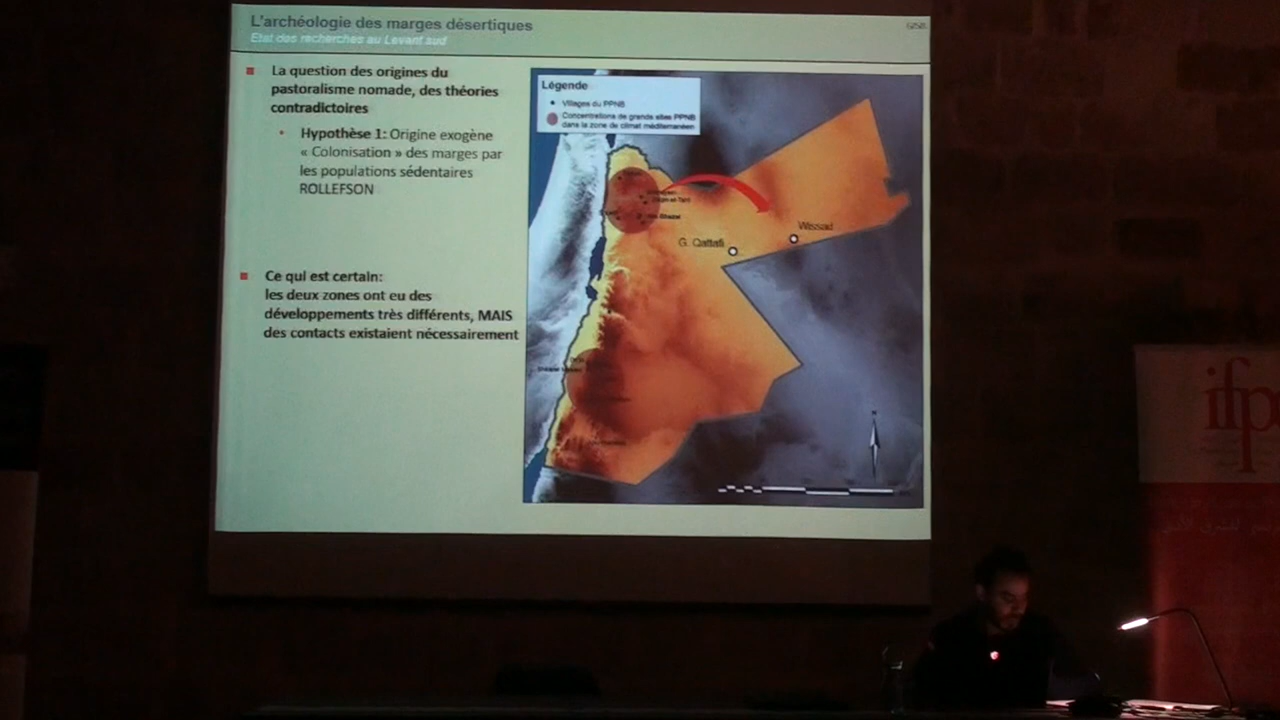 L'archéologie des marges désertiques
Etat des recherches au Levant sud
La question des origines du
pastoralisme nomade, des théories
contradictoires
Hypothèse 1: Origine exogène
« Colonisation » des marges par
les populations sédentaires
ROLLEFSON
Ce qui est certain:
les deux zones ont eu des
développements très différents, MAIS
des contacts existaient nécessairement
Légende
Villages du PPNB
Concentrations de grands sites PPNB
dans la zone de climat méditerranéen
G. Qattafi
Wissad
N
ifpo